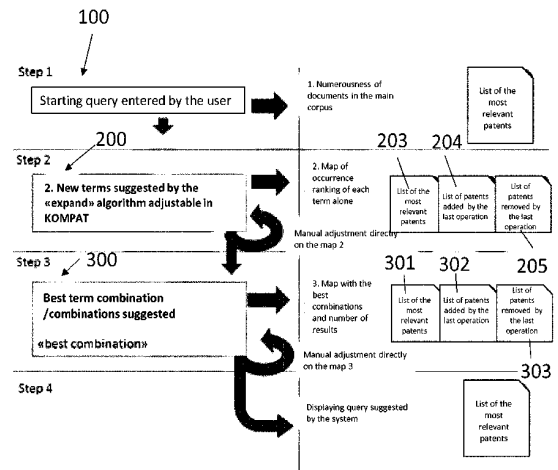 100
Step 1
Starting query entered by the user
1. Numerousness of
documents in the main
corpus
List of the
most
relevant
patents
200
Step 2
2. New terms suggested by the
«expand» algorithm adjustable in
KOMPAT
2. Map of
occurrence
ranking of each
term alone
203
204
List of the
most
relevant
patents
List of patents
added by the
last operation
List of
patents
removed by
the last
operation
205
Manual adjustment directly
on the map 2
Step 3
300
Best term combination
/combinations suggested
«best combination»
3. Map with the
best
combinations
and number of
results
301
302
List of the
most
relevant
patents
List of patents
added by the
last operation
List of
patents
removed by
the last
operation
303
Manual adjustment directly
on the map 3
Step 4
Displaying query suggested
by the system
List of the
most
relevant
patents